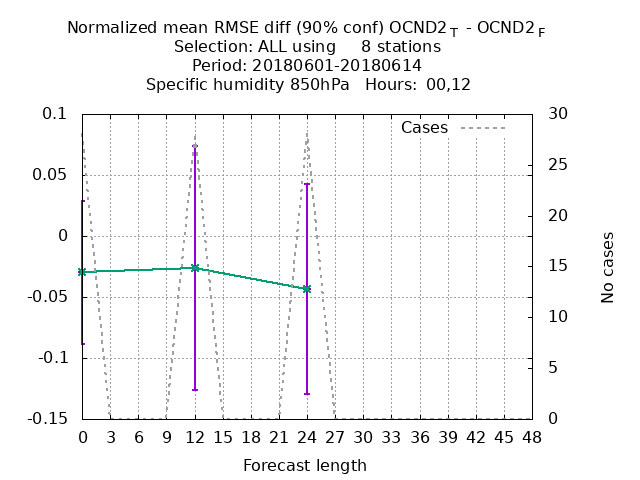 Normalized mean RMSE diff (90% conf) OCND2 T - OCND2 F
Selection: ALL using 8 stations
Period: 20180601-20180614
Specific humidity 850hPa Hours: 00,12
Cases
0.1
0.05
0
-0.05
-0.1
-0.15
30
25
20
15
10
5
0
No cases
0 3 6 9 12 15 18 21 24 27 30 33 36 39 42 45 48
Forecast length